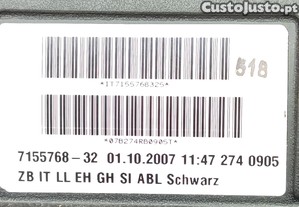 CustoJusto.pt
518
*1T7155768325*
*07B274RB0905T*
7155768-32 01.10.2007 11:47 274 0905
ZB IT LL EH GH SI ABL Schwarz